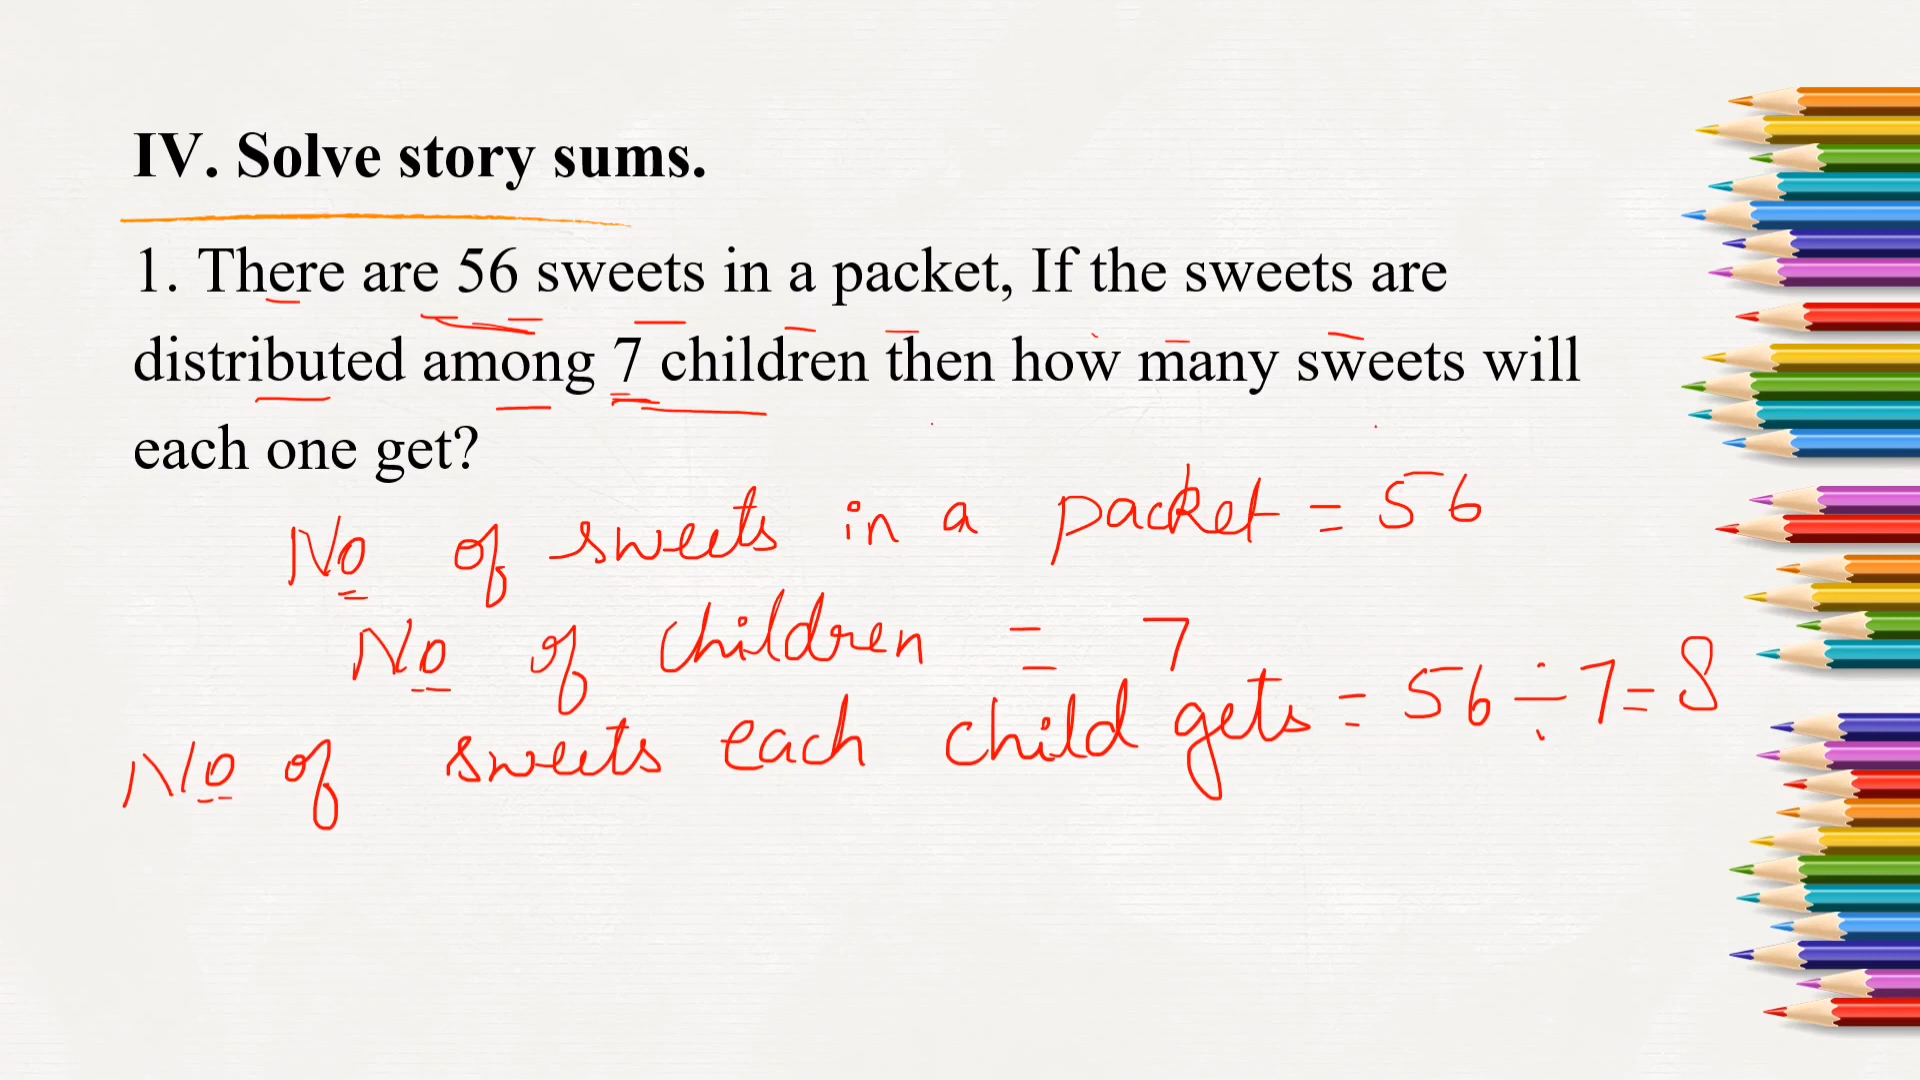 IV. Solve story sums.
1. There are 56 sweets in a packet, If the sweets are
distributed among 7 children then how many sweets will
each one get?
No of sweets in a packet = 56
No of children = 7
No of sweets each child gets = 56 ÷ 7 = 8